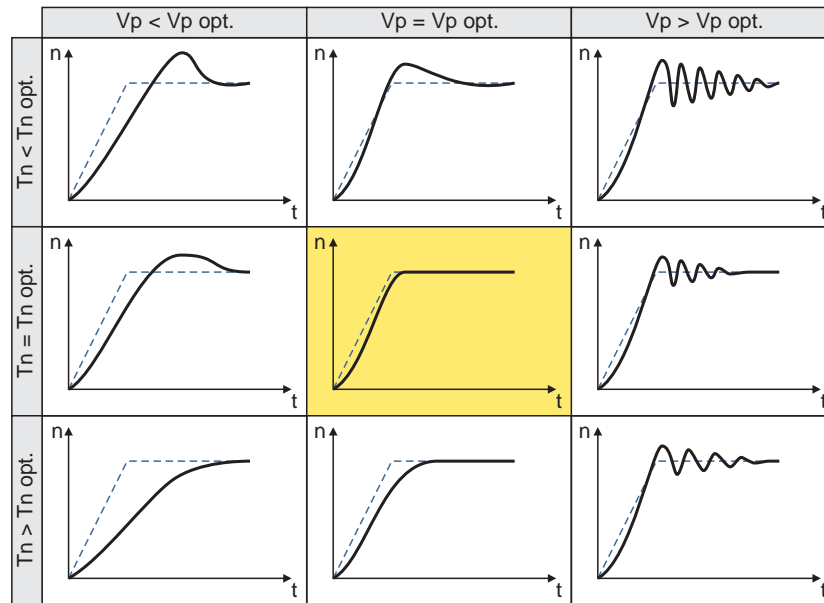 Vp < Vp opt.
Vp = Vp opt.
Vp > Vp opt.
Tn < Tn opt.
n
t
n
t
n
t
Tn = Tn opt.
n
t
n
t
n
t
Tn > Tn opt.
n
t
n
t
n
t